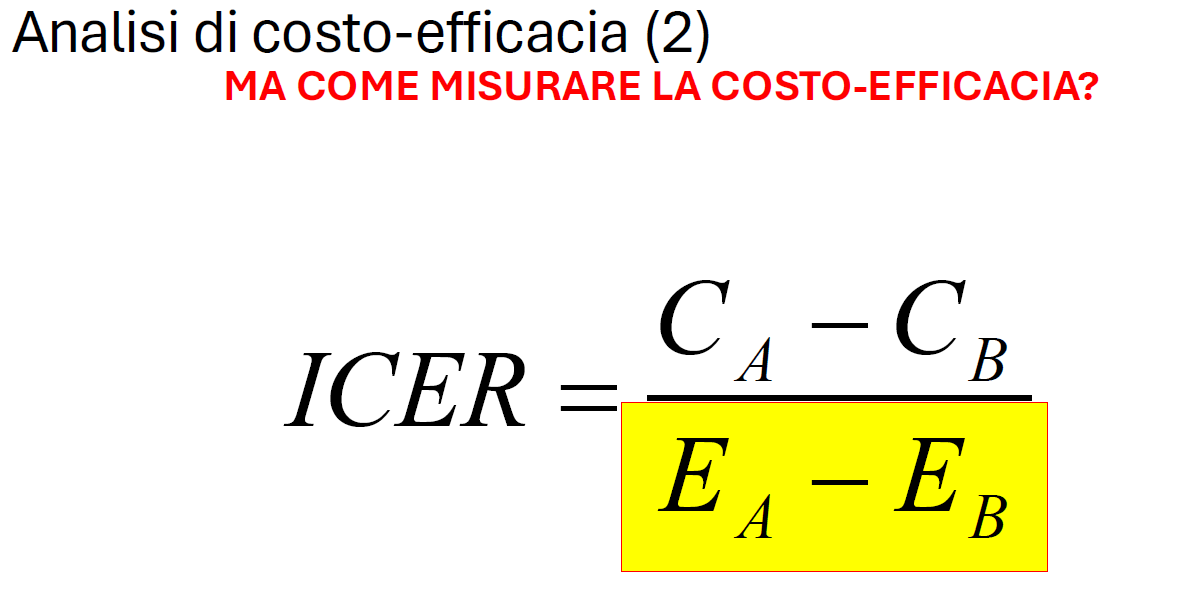 Analisi di costo-efficacia (2)
MA COME MISURARE LA COSTO-EFFICACIA?
C_A − C_B
ICER =
E_A − E_B